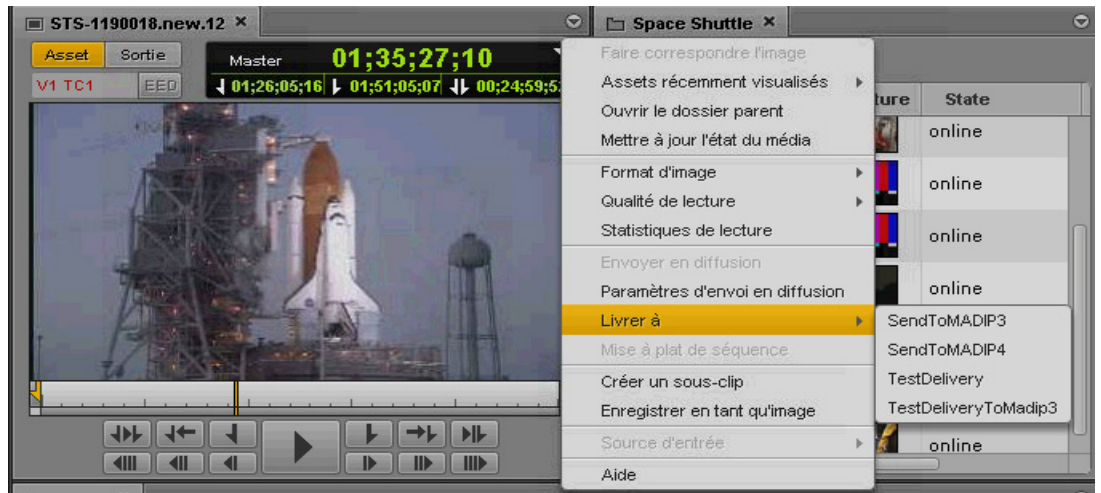 STS-1190018.new.12
Space Shuttle
Asset
Sortie
Master
01;35;27;10
V1 TC1
EED
01;26;05;16
01;51;05;07
00;24;59;5
Faire correspondre l'image
Assets récemment visualisés
Ouvrir le dossier parent
Mettre à jour l'état du média
Format d'image
Qualité de lecture
Statistiques de lecture
Envoyer en diffusion
Paramètres d'envoi en diffusion
Livrer à
Mise à plat de séquence
Créer un sous-clip
Enregistrer en tant qu'image
Source d'entrée
Aide
ture
State
online
online
online
online
SendToMADIP3
SendToMADIP4
TestDelivery
TestDeliveryToMadip3
online